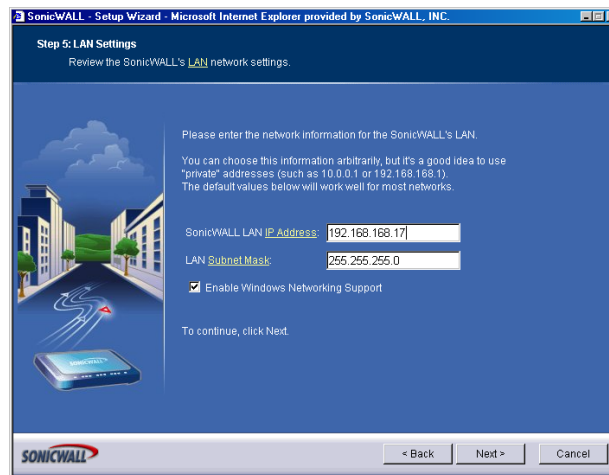 SonicWALL - Setup Wizard - Microsoft Internet Explorer provided by SonicWALL, INC.
Step 5: LAN Settings
Review the SonicWALL's LAN network settings.
Please enter the network information for the SonicWALL's LAN.
You can choose this information arbitrarily, but it's a good idea to use
"private" addresses (such as 10.0.0.1 or 192.168.168.1).
The default values below will work well for most networks.
SonicWALL LAN IP Address: 192.168.168.17
LAN Subnet Mask: 255.255.255.0
Enable Windows Networking Support
To continue, click Next.
SONICWALL
SONICWALL
< Back Next > Cancel